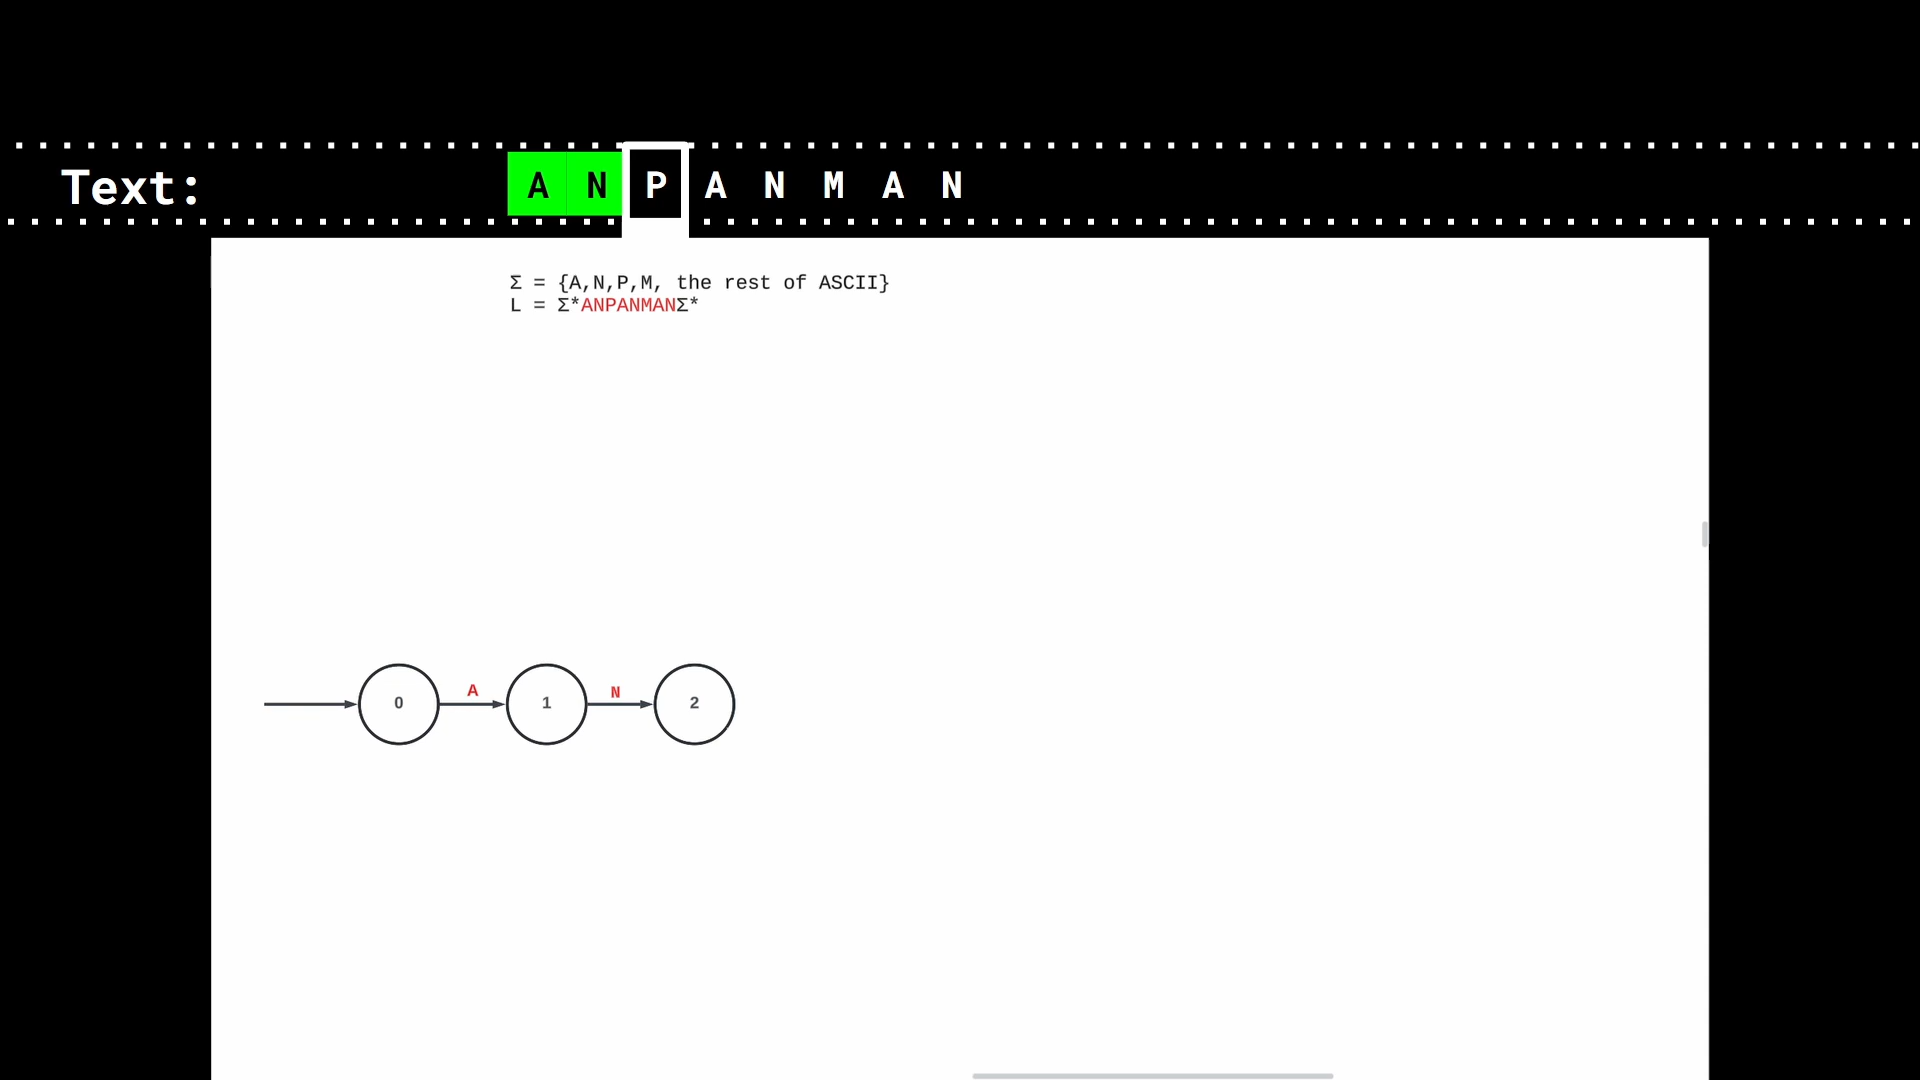 Text: A N P A N M A N
Σ = {A,N,P,M, the rest of ASCII}
L = Σ*ANPANMANΣ*
A N
0 1 2